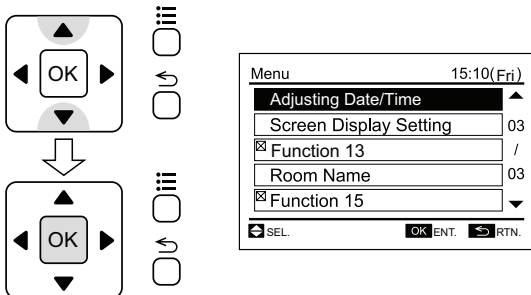 OK
OK
Menu 15:10(Fri)
Adjusting Date/Time
Screen Display Setting 03
Function 13 /
Room Name 03
Function 15
SEL. OK ENT. RTN.